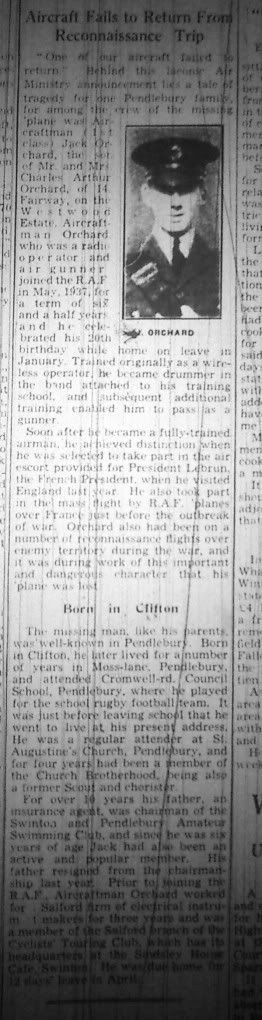 Aircraft Fails to Return From
Reconnaissance Trip
"One of our aircraft failed to
return." Behind this laconic Air
Ministry announcement lies a tale of
tragedy for one Pendlebury family,
for among the crew of the missing
'plane was Air-
craftman (1st
class) Jack Or-
chard, the son
of Mr. and Mrs.
Charles Arthur
Orchard, of 14,
Fairway, on the
Westwood
Estate. Aircraft-
man Orchard
who was a radio
operator and
air gunner
joined the R.A.F
in May, 1937, for
a term of six
and a half years
and he cele-
brated his 20th
J. ORCHARD
birthday while home on leave in
January. Trained originally as a wire-
less operator, he became drummer in
the band attached to his training
school, and subsequent additional
training enabled him to pass as a
gunner.
Soon after he became a fully-trained
airman, he achieved distinction when
he was selected to take part in the air
escort provided for President Lebrun,
the French President, when he visited
England last year. He also took part
in the mass flight by R.A.F. 'planes
over France just before the outbreak
of war. Orchard also had been on a
number of reconnaissance flights over
enemy territory during the war, and
it was during work of this important
and dangerous character that his
'plane was lost.
Born in Clifton
The missing man, like his parents,
was well-known in Pendlebury. Born
in Clifton, he later lived for a number
of years in Moss-lane, Pendlebury,
and attended Cromwell-rd. Council
School, Pendlebury, where he played
for the school rugby football team. It
was just before leaving school that he
went to live at his present address.
He was a regular attender at St.
Augustine's Church, Pendlebury, and
for four years had been a member of
the Church Brotherhood, being also
a former Scout and chorister.
For over 10 years his father, an
insurance agent, was chairman of the
Swinton and Pendlebury Amateur
Swimming Club, and since he was six
years of age Jack had also been an
active and popular member. His
father resigned from the chairman-
ship last year. Prior to joining the
R.A.F., Aircraftman Orchard worked
for Salford firm of electrical instru-
m t makers for three years and was
a member of the Salford branch of the
Cyclists' Touring Club, which has its
headquarters at the Sindsley House
Cafe, Swinton. He was due home for
12 days' leave in April.